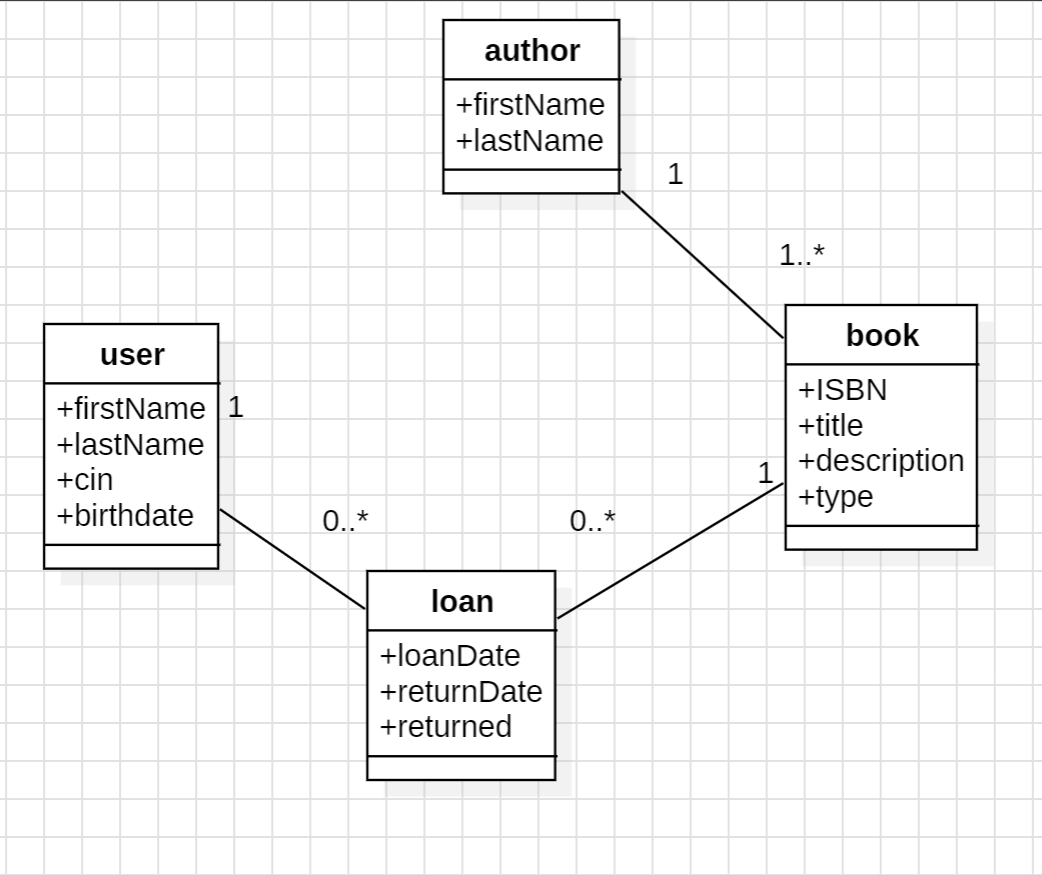 author
+firstName
+lastName
1
1..*
book
+ISBN
+title
+description
+type
user
+firstName
+lastName
+cin
+birthdate
1
0..*
0..*
1
loan
+loanDate
+returnDate
+returned